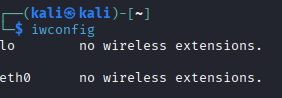 ┌──(kali㉿kali)-[~]
└─$ iwconfig
lo        no wireless extensions.
eth0      no wireless extensions.